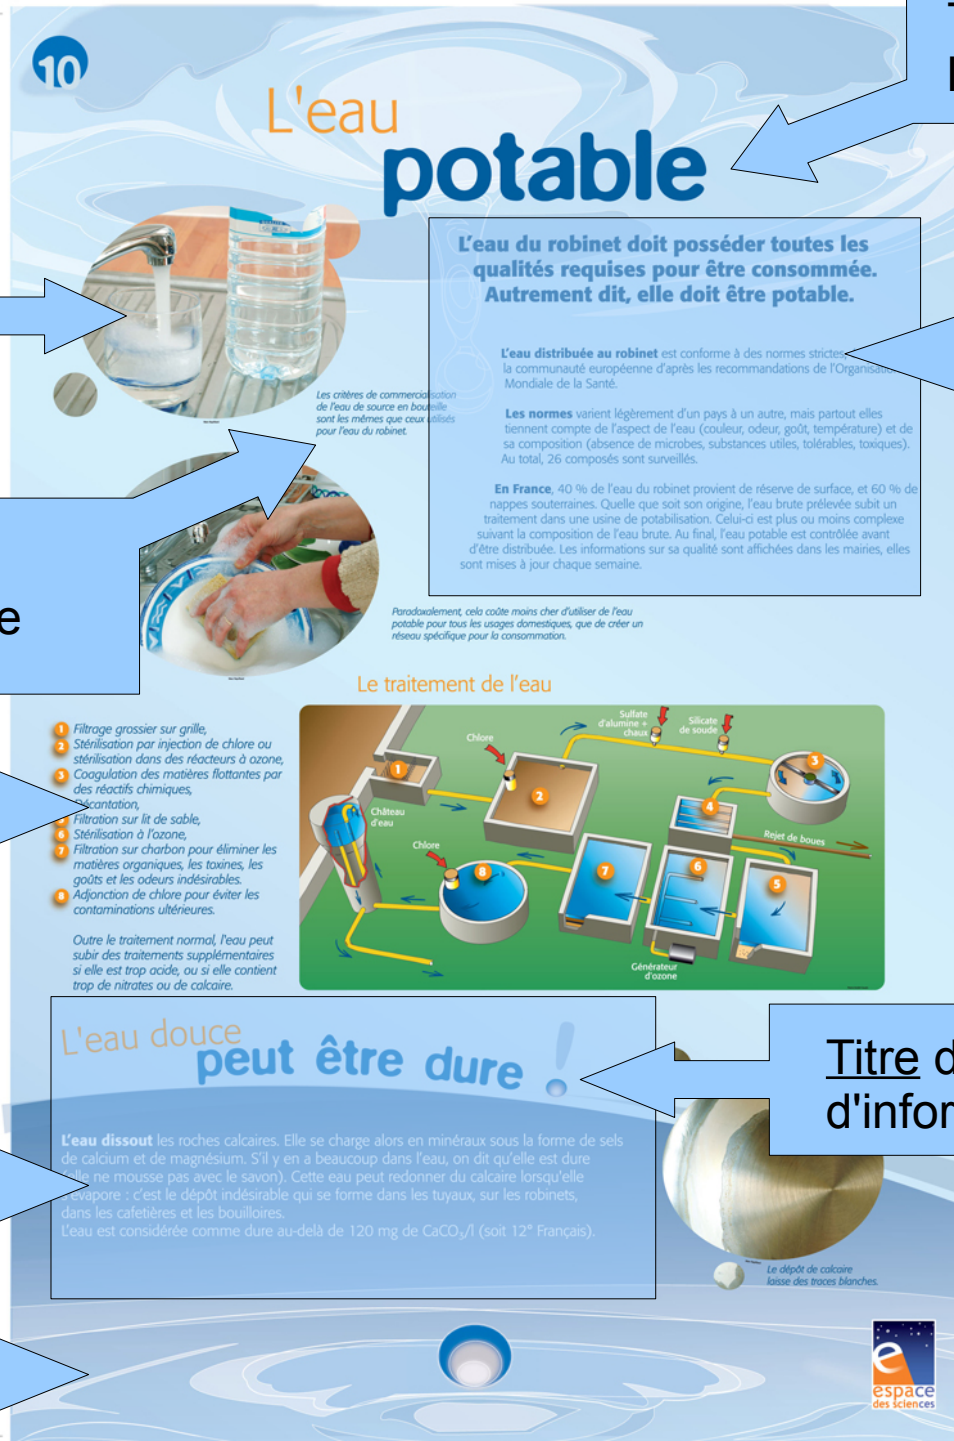 10
L'eau
potable
L'eau du robinet doit posséder toutes les
qualités requises pour être consommée.
Autrement dit, elle doit être potable.
L'eau distribuée au robinet est conforme à des normes strictes,
la communauté européenne d'après les recommandations de l'Organisation
Mondiale de la Santé.
Les normes varient légèrement d'un pays à un autre, mais partout elles
tiennent compte de l'aspect de l'eau (couleur, odeur, goût, température) et de
sa composition (absence de microbes, substances utiles, tolérables, toxiques).
Au total, 26 composés sont surveillés.
En France, 40 % de l'eau du robinet provient de réserve de surface, et 60 % de
nappes souterraines. Quelle que soit son origine, l'eau brute prélevée subit un
traitement dans une usine de potabilisation. Celui-ci est plus ou moins complexe
suivant la composition de l'eau brute. Au final, l'eau potable est contrôlée avant
d'être distribuée. Les informations sur sa qualité sont affichées dans les mairies, elles
sont mises à jour chaque semaine.
Les critères de commercialisation
de l'eau de source en bouteille
sont les mêmes que ceux utilisés
pour l'eau du robinet.
e
Paradoxalement, cela coûte moins cher d'utiliser de l'eau
potable pour tous les usages domestiques, que de créer un
réseau spécifique pour la consommation.
Le traitement de l'eau
1 Filtrage grossier sur grille,
2 Stérilisation par injection de chlore ou
stérilisation dans des réacteurs à ozone,
3 Coagulation des matières flottantes par
des réactifs chimiques,
Décantation,
5 Filtration sur lit de sable,
6 Stérilisation à l'ozone,
7 Filtration sur charbon pour éliminer les
matières organiques, les toxines, les
goûts et les odeurs indésirables.
8 Adjonction de chlore pour éviter les
contaminations ultérieures.
Outre le traitement normal, l'eau peut
subir des traitements supplémentaires
si elle est trop acide, ou si elle contient
trop de nitrates ou de calcaire.
Sulfate
d'alumine +
chaux
Silicate
de soude
Chlore
1
2
3
4
Château
d'eau
Rejet de boues
Chlore
8
7
6
5
Générateur
d'ozone
L'eau douce
peut être dure !
Titre d
d'infor
L'eau dissout les roches calcaires. Elle se charge alors en minéraux sous la forme de sels
de calcium et de magnésium. S'il y en a beaucoup dans l'eau, on dit qu'elle est dure
(elle ne mousse pas avec le savon). Cette eau peut redonner du calcaire lorsqu'elle
s'évapore : c'est le dépôt indésirable qui se forme dans les tuyaux, sur les robinets,
dans les cafetières et les bouilloires.
L'eau est considérée comme dure au-delà de 120 mg de CaCO₃/l (soit 12° Français).
Le dépôt de calcaire
laisse des traces blanches.
e
espace
des sciences